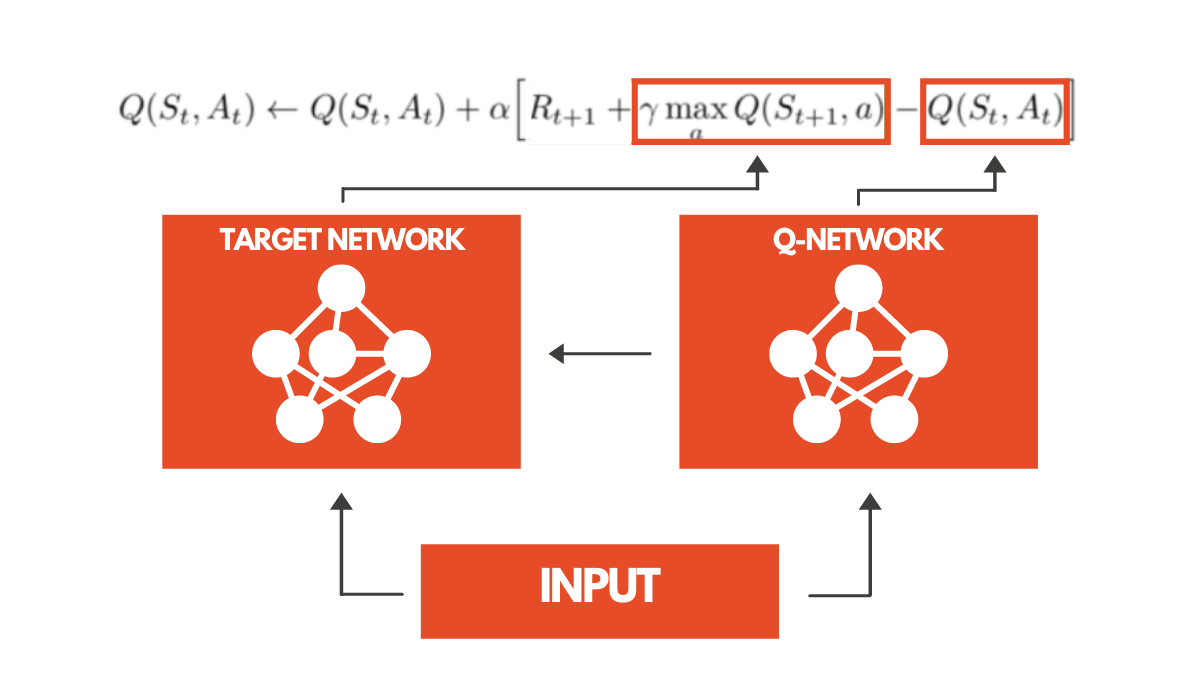 Q(S_t, A_t) ← Q(S_t, A_t) + α[R_{t+1} + γ max_a Q(S_{t+1}, a) − Q(S_t, A_t)]
TARGET NETWORK
Q-NETWORK
INPUT